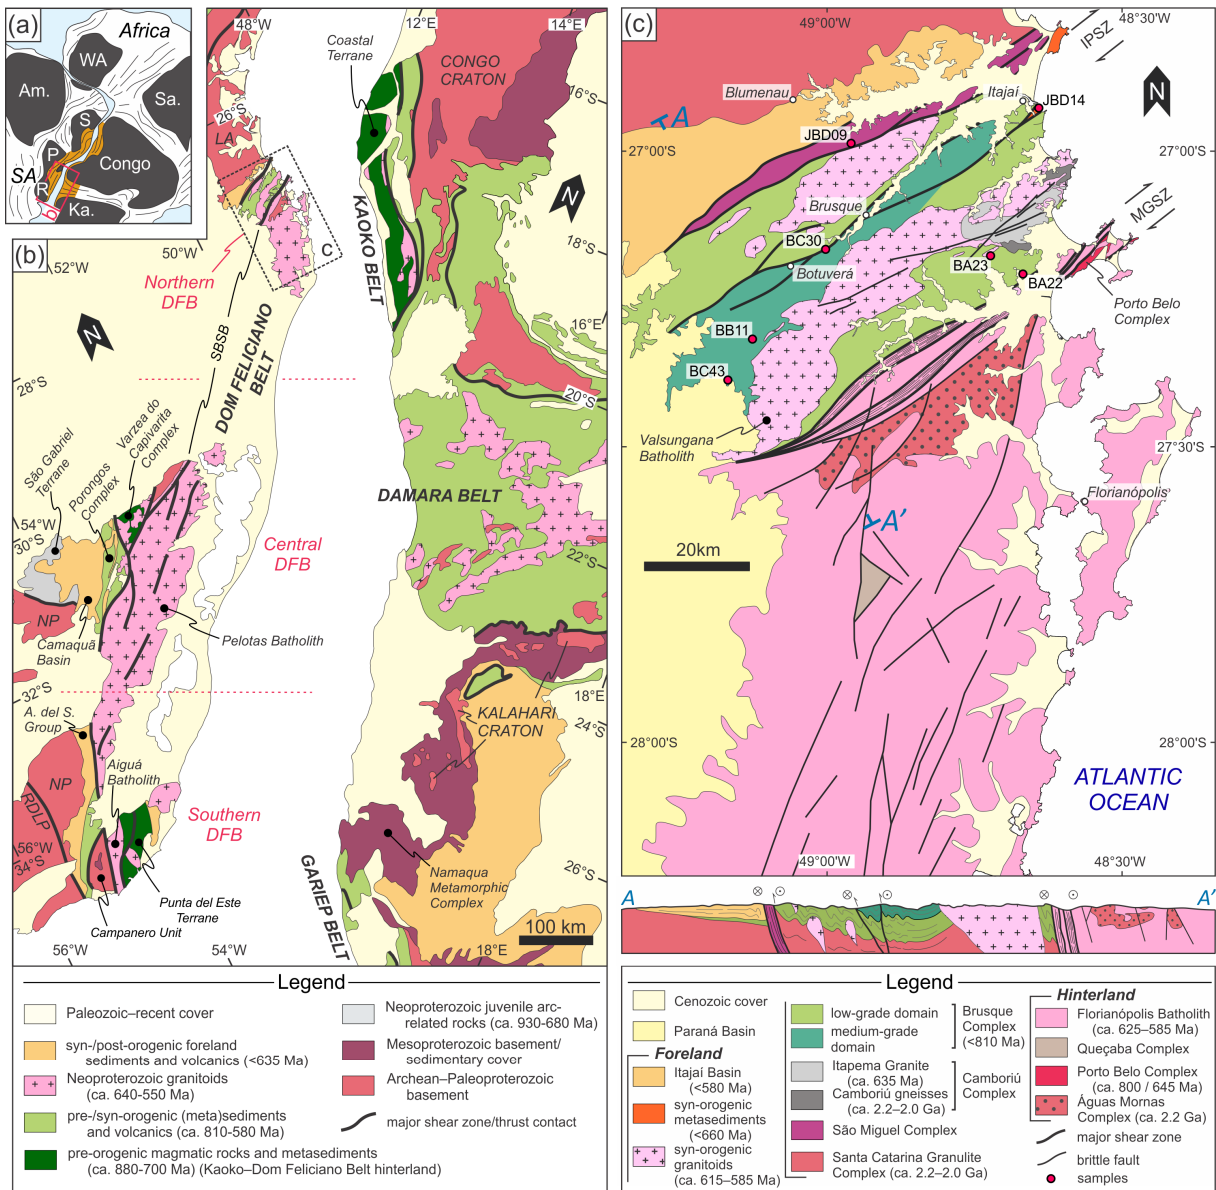 (a)
Africa
WA
Am.
Sa.
S
P
Congo
SA
R
Ka.
b
(b)
48°W
12°E
14°E
Coastal
Terrane
CONGO
CRATON
16°S
26°S
LA
N
KAOKO BELT
18°S
50°W
52°W
Northern
DFB
C
N
SBSB
DOM FELICIANO
BELT
16°E
28°S
20°S
São Gabriel
Terrane
Porongos
Complex
Varzea do
Capivarita
Complex
DAMARA BELT
54°W
30°S
Central
DFB
22°S
NP
Camaquã
Basin
Pelotas Batholith
32°S
18°E
24°S
A. del S.
Group
KALAHARI
CRATON
Aiguá
Batholith
NP
RDLP
Southern
DFB
56°W
34°S
GARIEP BELT
Namaqua
Metamorphic
Complex
26°S
Punta del Este
Terrane
Campanero Unit
100 km
56°W
54°W
18°E
Legend
Paleozoic–recent cover
syn-/post-orogenic foreland
sediments and volcanics (<635 Ma)
Neoproterozoic granitoids
(ca. 640-550 Ma)
pre-/syn-orogenic (meta)sediments
and volcanics (ca. 810-580 Ma)
pre-orogenic magmatic rocks and metasediments
(ca. 880-700 Ma) (Kaoko–Dom Feliciano Belt hinterland)
Neoproterozoic juvenile arc-
related rocks (ca. 930-680 Ma)
Mesoproterozoic basement/
sedimentary cover
Archean–Paleoproterozoic
basement
major shear zone/thrust contact
(c)
49°00'W
48°30'W
IPSZ
N
Blumenau
Itajaí
JBD14
A
JBD09
27°00'S
27°00'S
Brusque
MGSZ
BC30
Botuverá
BA23
BA22
Porto Belo
Complex
BB11
BC43
Valsungana
Batholith
27°30'S
Florianópolis
A'
20km
28°00'S
28°00'S
ATLANTIC
OCEAN
49°00'W
48°30'W
A
A'
Legend
Cenozoic cover
Paraná Basin
Foreland
Itajaí Basin
(<580 Ma)
syn-orogenic
metasediments
(<660 Ma)
syn-orogenic
granitoids
(ca. 615–585 Ma)
low-grade domain
medium-grade
domain
Brusque
Complex
(<810 Ma)
Itapema Granite
(ca. 635 Ma)
Camboriú gneisses
(ca. 2.2–2.0 Ga)
Camboriú
Complex
São Miguel Complex
Santa Catarina Granulite
Complex (ca. 2.2–2.0 Ga)
Hinterland
Florianópolis Batholith
(ca. 625–585 Ma)
Queçaba Complex
Porto Belo Complex
(ca. 800 / 645 Ma)
Águas Mornas
Complex (ca. 2.2 Ga)
major shear zone
brittle fault
samples